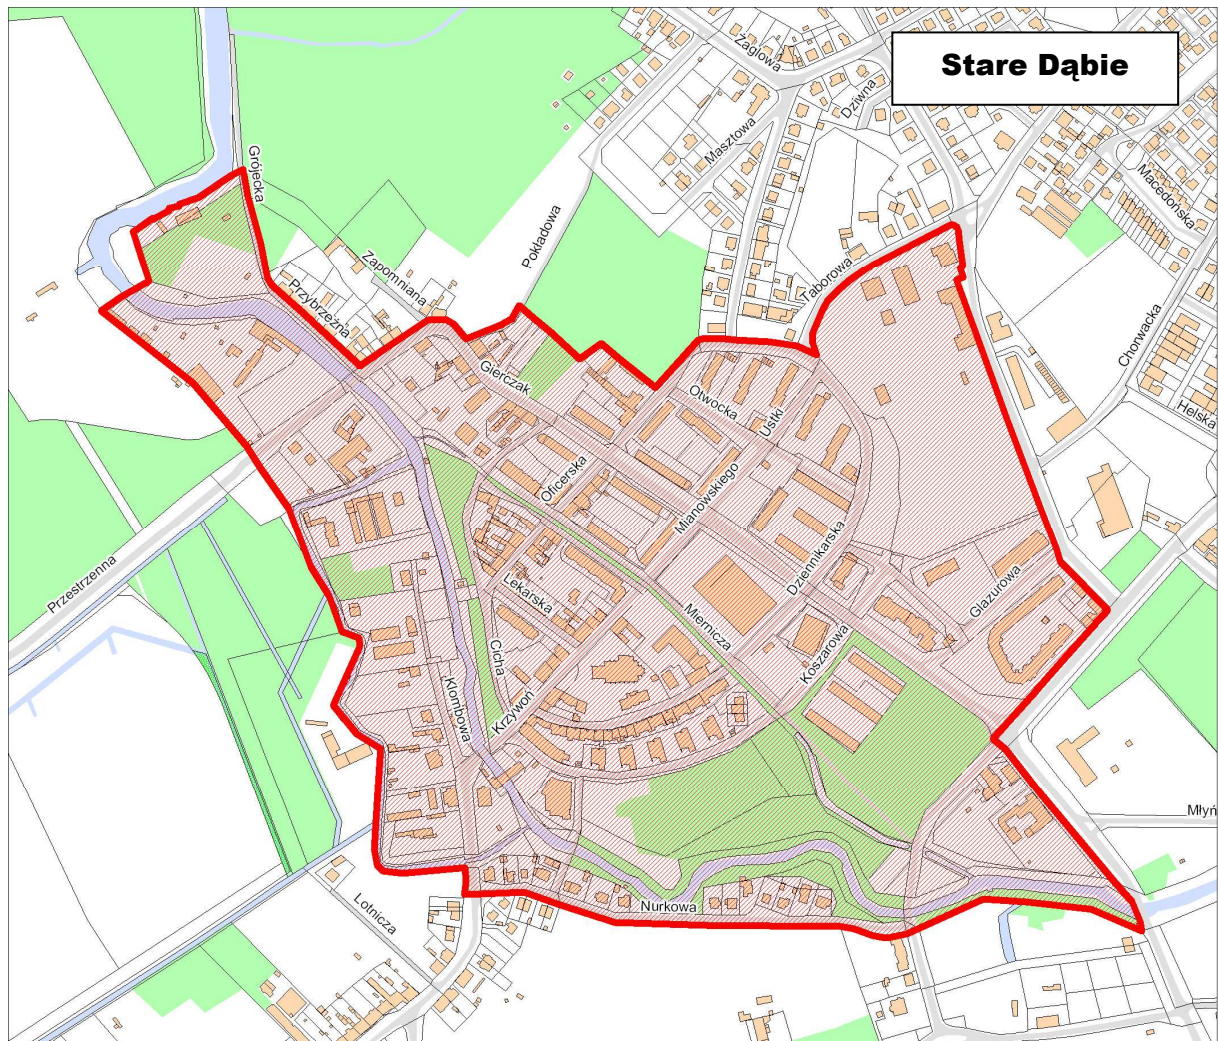 Stare Dąbie
Żaglowa
Dziwna
Masztowa
Grójecka
Macedońska
Pokładowa
Zapomniana
Taborowa
Przybrzeżna
Chorwacka
Gierczak
Otwocka
Ustki
Helska
Oficerska
Mianowskiego
Dziennikarska
Przestrzenna
Lekarska
Glazurowa
Miernicza
Koszarowa
Cicha
Klombowa
Krzywoń
Młyń
Nurkowa
Lotnicza